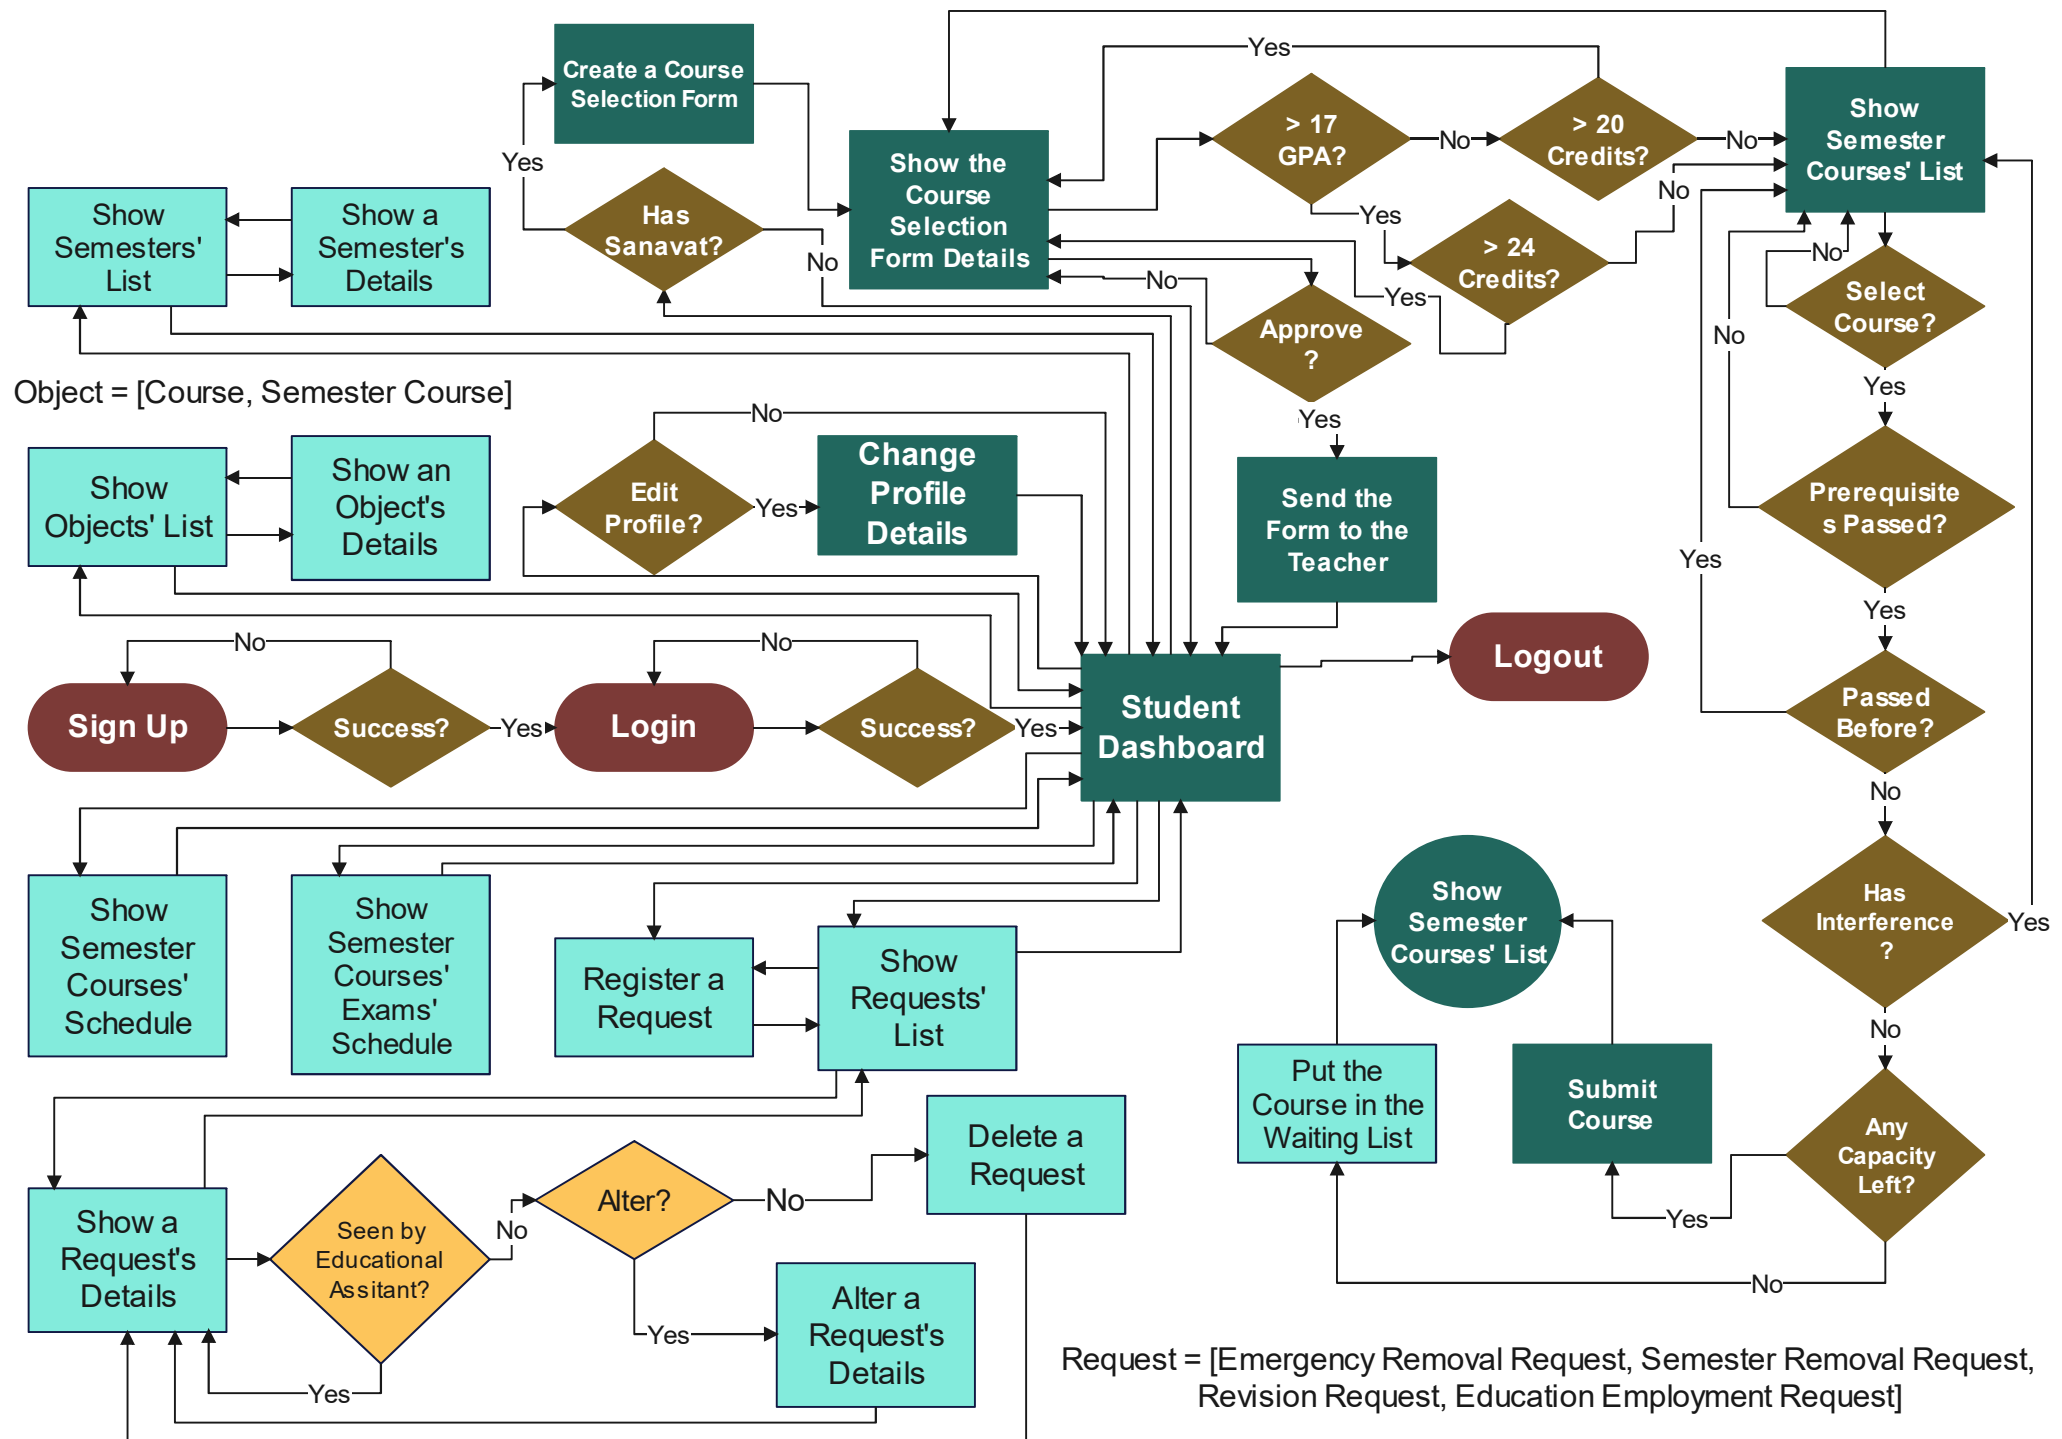 Create a Course
Selection Form
Yes
Show the
Course
Selection
Form Details
> 17
GPA?
No
> 20
Credits?
Yes
No
Show
Semester
Courses' List
Show
Semesters'
List
Show a
Semester's
Details
Has
Sanavat?
Yes
No
Yes
> 24
Credits?
No
Yes
No
Approve
?
Yes
No
Select
Course?
No
Yes
Object = [Course, Semester Course]
Show
Objects' List
Show an
Object's
Details
No
Edit
Profile?
Yes
Change
Profile
Details
Send the
Form to the
Teacher
Prerequisite
s Passed?
Yes
Yes
No
Sign Up
Success?
Yes
No
Login
Success?
Yes
Student
Dashboard
Logout
Passed
Before?
No
Show
Semester
Courses'
Schedule
Show
Semester
Courses'
Exams'
Schedule
Register a
Request
Show
Requests'
List
Show
Semester
Courses' List
Has
Interference
?
Yes
No
Put the
Course in the
Waiting List
Submit
Course
Any
Capacity
Left?
Yes
No
Show a
Request's
Details
Seen by
Educational
Assitant?
No
Yes
Alter?
No
Yes
Delete a
Request
Alter a
Request's
Details
Request = [Emergency Removal Request, Semester Removal Request,
Revision Request, Education Employment Request]